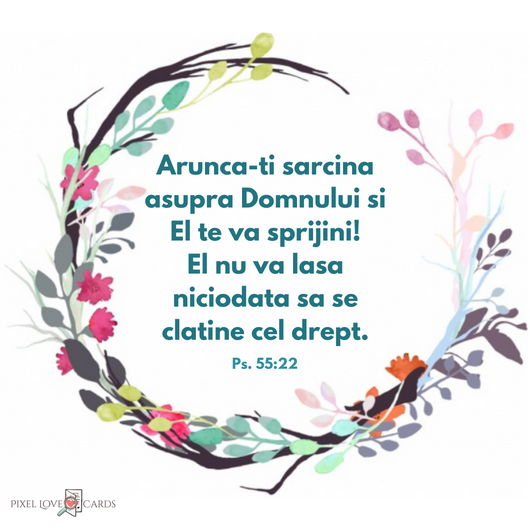 Arunca-ti sarcina
asupra Domnului si
El te va sprijini!
El nu va lasa
niciodata sa se
clatine cel drept.
Ps. 55:22
PIXEL LOVE CARDS